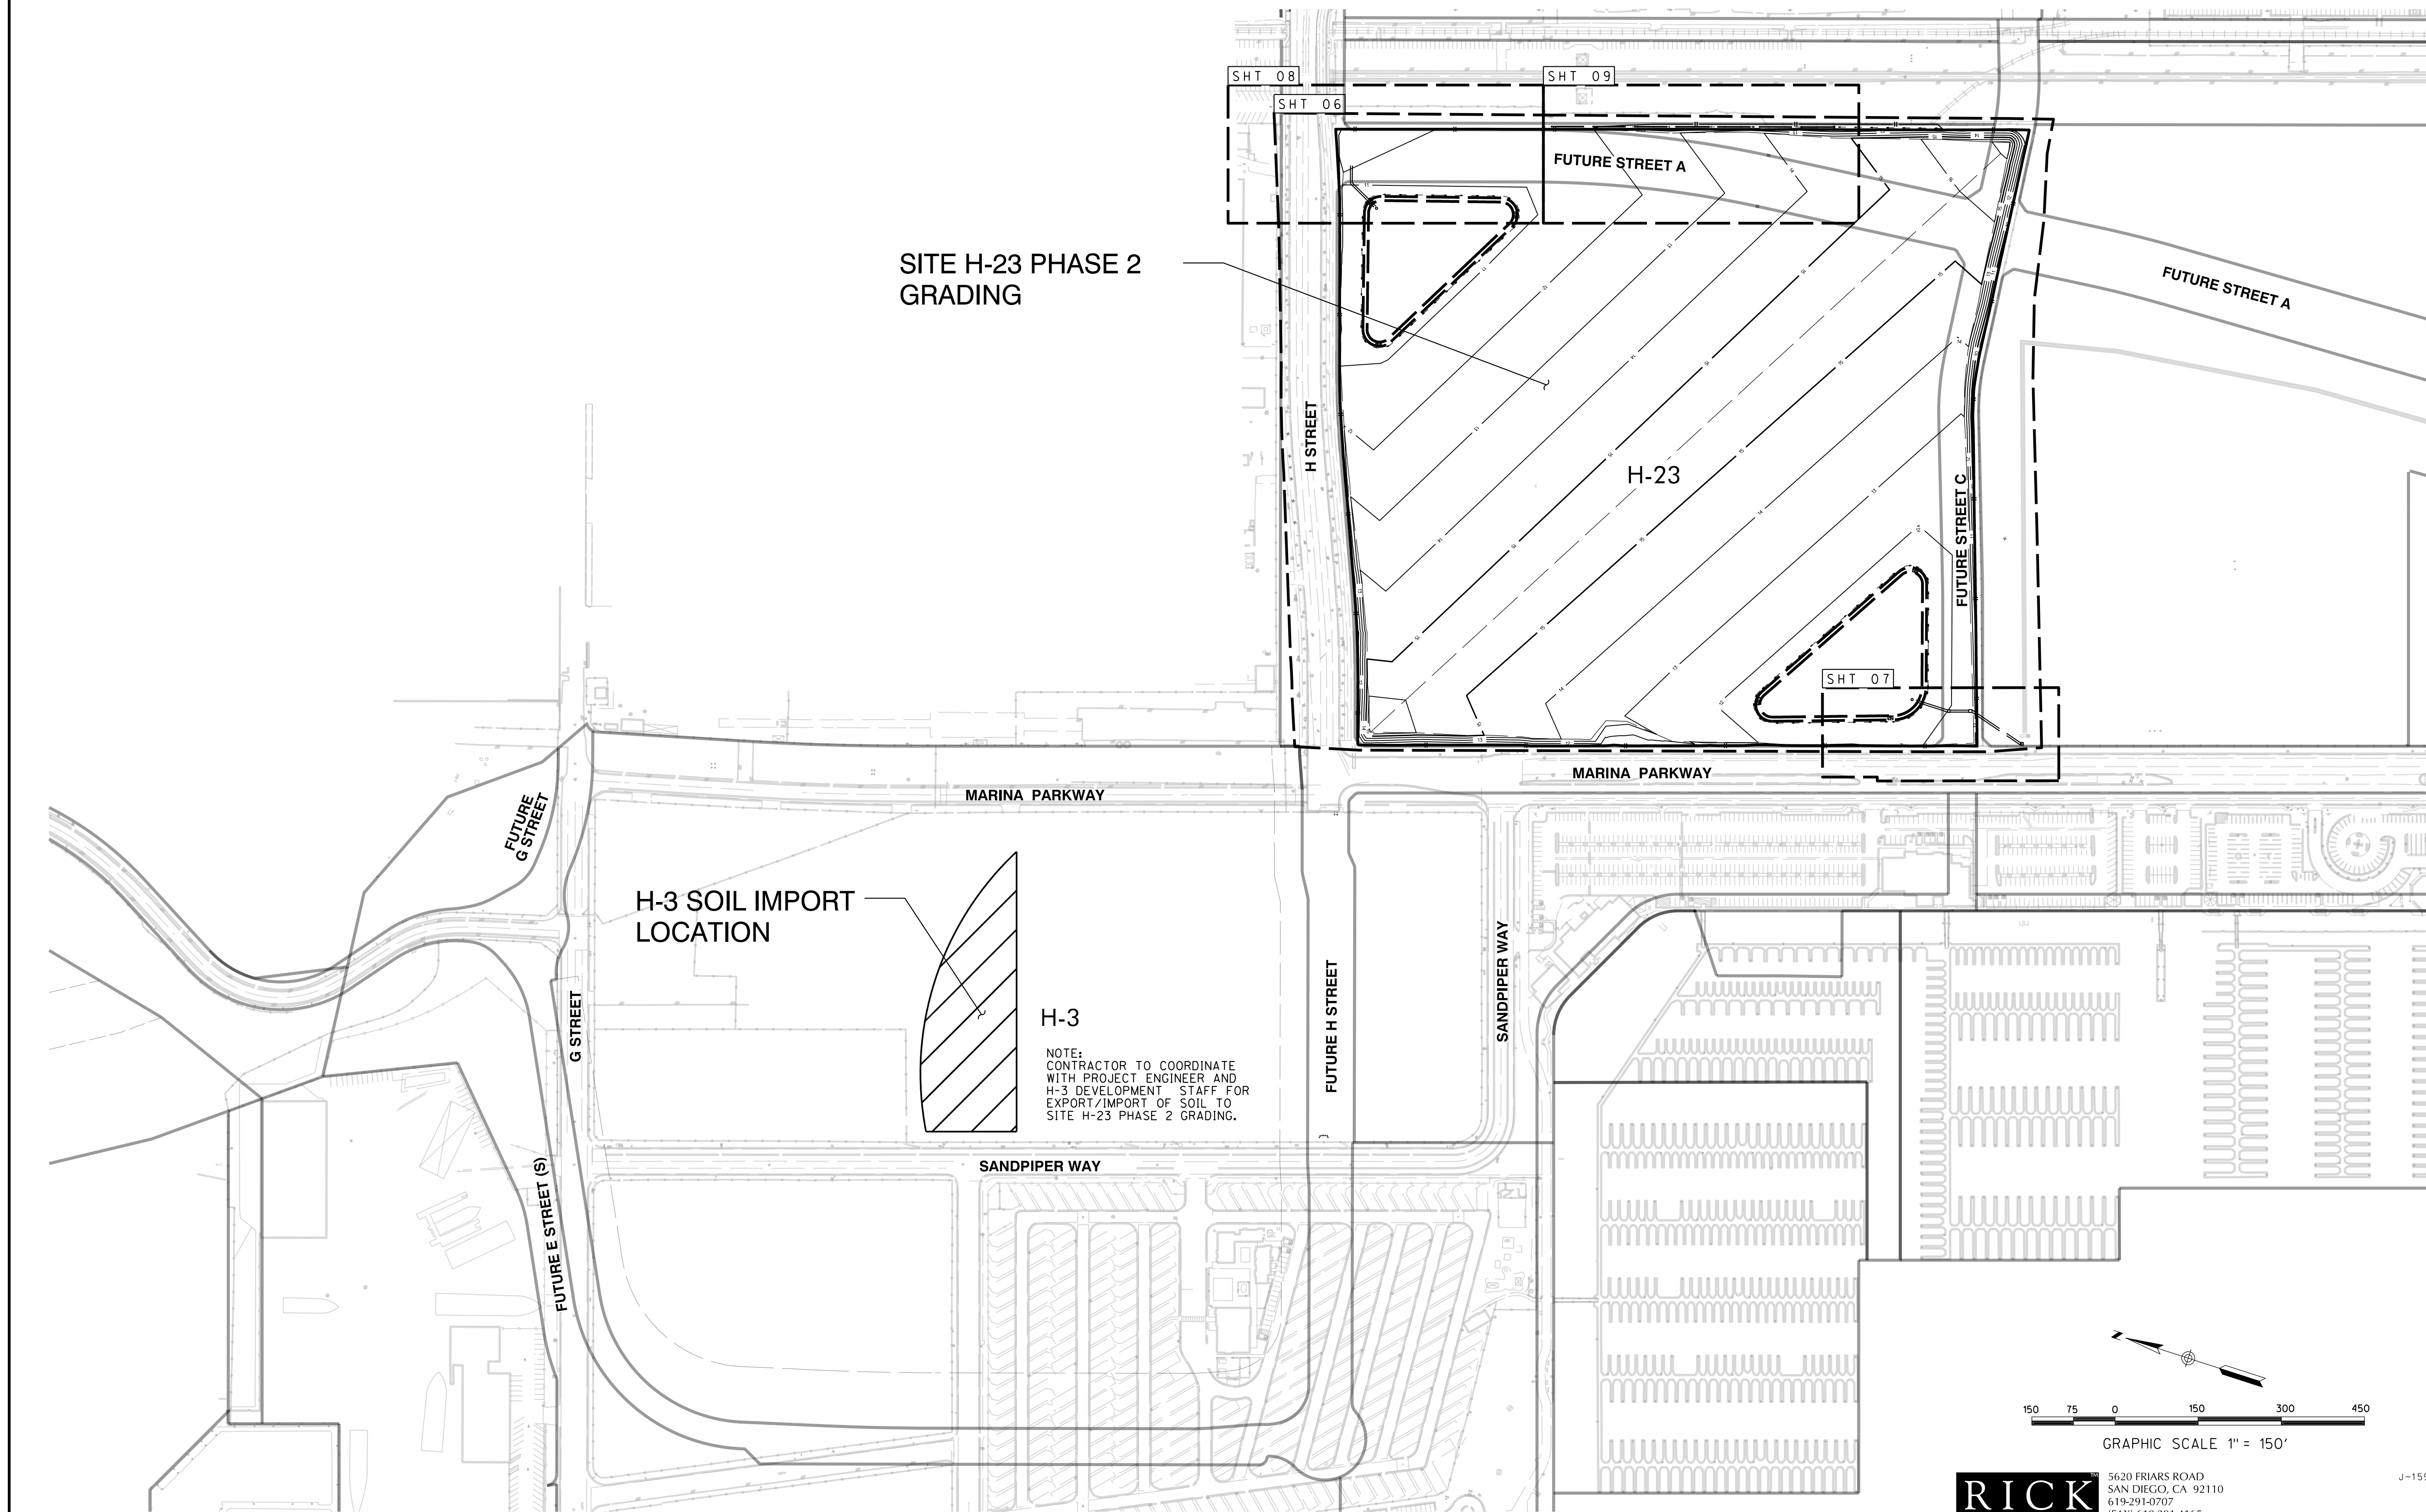 SHT 08
SHT 09
SHT 06
FUTURE STREET A
SITE H-23 PHASE 2
GRADING
FUTURE STREET A
H STREET
H-23
FUTURE STREET C
SHT 07
MARINA PARKWAY
MARINA PARKWAY
FUTURE
G STREET
H-3 SOIL IMPORT
LOCATION
G STREET
H-3
NOTE:
CONTRACTOR TO COORDINATE
WITH PROJECT ENGINEER AND
H-3 DEVELOPMENT STAFF FOR
EXPORT/IMPORT OF SOIL TO
SITE H-23 PHASE 2 GRADING.
FUTURE H STREET
SANDPIPER WAY
SANDPIPER WAY
FUTURE E STREET (S)
150 75 0 150 300 450
GRAPHIC SCALE 1" = 150'
RICK™
5620 FRIARS ROAD
SAN DIEGO, CA 92110
619-291-0707
J-159